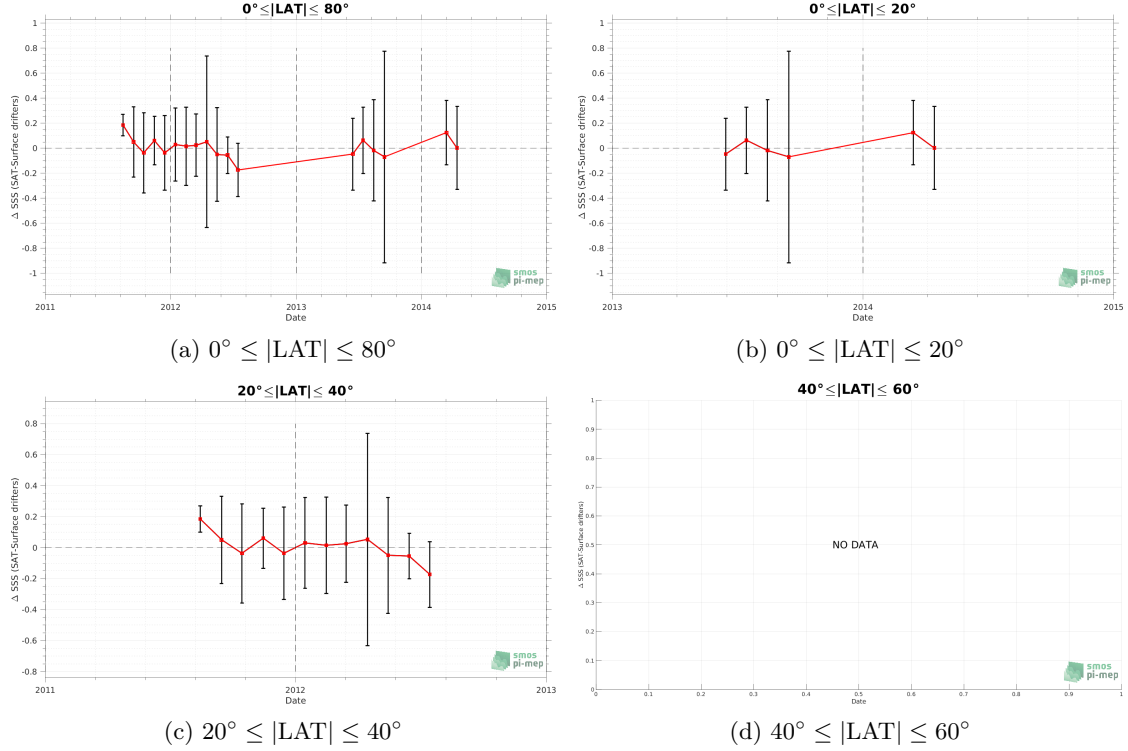 0°≤|LAT|≤ 80°
1
0.8
0.6
0.4
0.2
0
-0.2
-0.4
-0.6
-0.8
-1
Δ SSS (SAT-Surface drifters)
2011
2012
2013
2014
2015
Date
smos
pi-mep
(a) 0° ≤ |LAT| ≤ 80°
0°≤|LAT|≤ 20°
1
0.8
0.6
0.4
0.2
0
-0.2
-0.4
-0.6
-0.8
-1
Δ SSS (SAT-Surface drifters)
2013
2014
2015
Date
smos
pi-mep
(b) 0° ≤ |LAT| ≤ 20°
20°≤|LAT|≤ 40°
0.8
0.6
0.4
0.2
0
-0.2
-0.4
-0.6
-0.8
Δ SSS (SAT-Surface drifters)
2011
2012
2013
Date
smos
pi-mep
(c) 20° ≤ |LAT| ≤ 40°
40°≤|LAT|≤ 60°
1
0.9
0.8
0.7
0.6
0.5
0.4
0.3
0.2
0.1
0
Δ SSS (SAT-Surface drifters)
NO DATA
0
0.1
0.2
0.3
0.4
0.5
0.6
0.7
0.8
0.9
1
Date
smos
pi-mep
(d) 40° ≤ |LAT| ≤ 60°